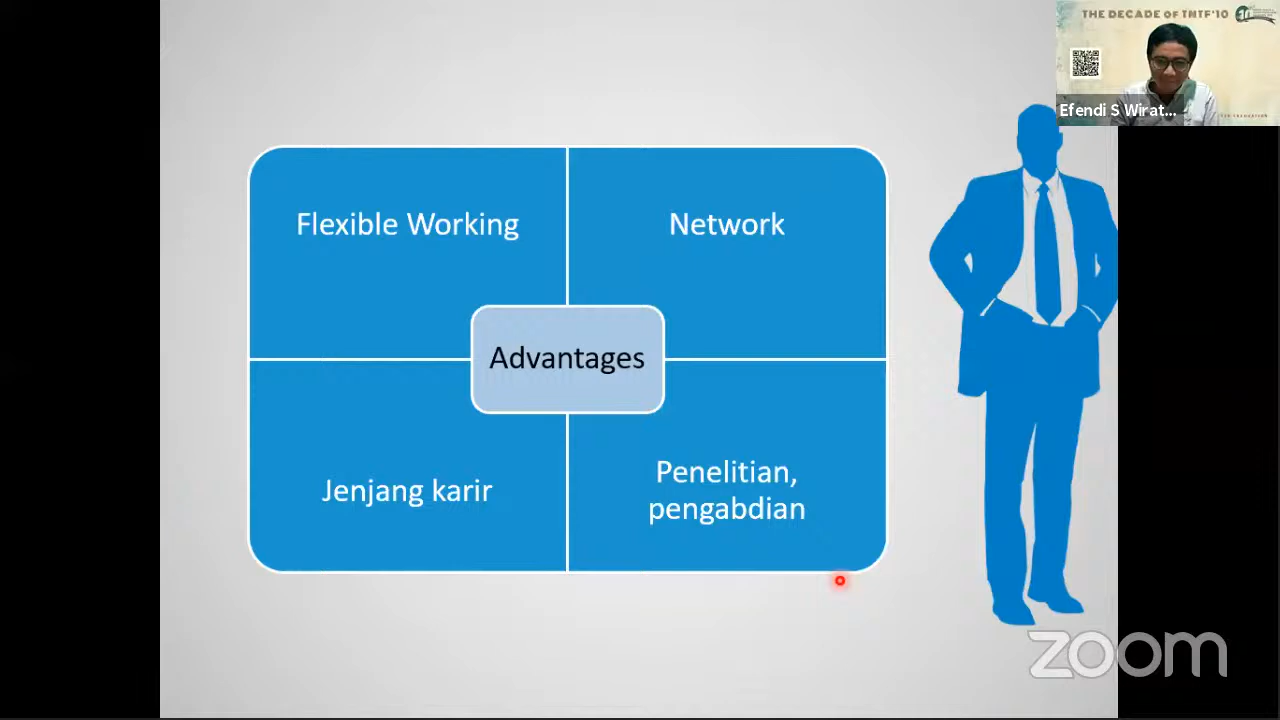 THE DECADE OF TNTF'10
Efendi S Wirat...
Flexible Working
Network
Advantages
Jenjang karir
Penelitian,
pengabdian
zoom